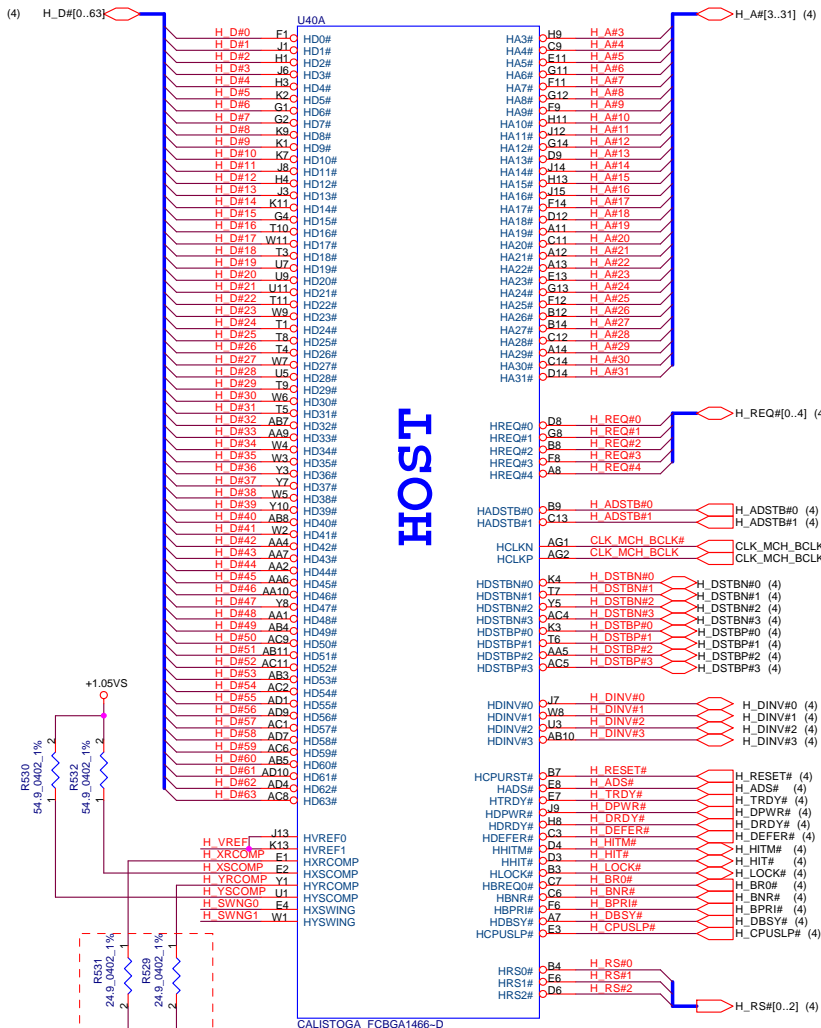 (4) H_D#[0..63]
U40A
H_A#[3..31] (4)
H_D#0 F1 HD0#
H_D#1 J1 HD1#
H_D#2 H1 HD2#
H_D#3 J6 HD3#
H_D#4 H3 HD4#
H_D#5 K2 HD5#
H_D#6 G1 HD6#
H_D#7 G2 HD7#
H_D#8 K9 HD8#
H_D#9 K1 HD9#
H_D#10 K7 HD10#
H_D#11 J8 HD11#
H_D#12 H4 HD12#
H_D#13 J3 HD13#
H_D#14 K11 HD14#
H_D#15 G4 HD15#
H_D#16 T10 HD16#
H_D#17 W11 HD17#
H_D#18 T3 HD18#
H_D#19 U7 HD19#
H_D#20 U9 HD20#
H_D#21 U11 HD21#
H_D#22 T11 HD22#
H_D#23 W9 HD23#
H_D#24 T1 HD24#
H_D#25 T8 HD25#
H_D#26 T4 HD26#
H_D#27 W7 HD27#
H_D#28 U5 HD28#
H_D#29 T9 HD29#
H_D#30 W6 HD30#
H_D#31 T5 HD31#
H_D#32 AB7 HD32#
H_D#33 AA9 HD33#
H_D#34 W4 HD34#
H_D#35 W3 HD35#
H_D#36 Y3 HD36#
H_D#37 Y7 HD37#
H_D#38 W5 HD38#
H_D#39 Y10 HD39#
H_D#40 AB8 HD40#
H_D#41 W2 HD41#
H_D#42 AA4 HD42#
H_D#43 AA7 HD43#
H_D#44 AA2 HD44#
H_D#45 AA6 HD45#
H_D#46 AA10 HD46#
H_D#47 Y8 HD47#
H_D#48 AA1 HD48#
H_D#49 AB4 HD49#
H_D#50 AC9 HD50#
H_D#51 AB11 HD51#
H_D#52 AC11 HD52#
H_D#53 AB3 HD53#
H_D#54 AC2 HD54#
H_D#55 AD1 HD55#
H_D#56 AD9 HD56#
H_D#57 AC1 HD57#
H_D#58 AD7 HD58#
H_D#59 AC6 HD59#
H_D#60 AB5 HD60#
H_D#61 AD10 HD61#
H_D#62 AD4 HD62#
H_D#63 AC8 HD63#
J13 HVREF0
H_VREF K13 HVREF1
H_XRCOMP E1 HXRCOMP
H_XSCOMP E2 HXSCOMP
H_YRCOMP Y1 HYRCOMP
H_YSCOMP U1 HYSCOMP
H_SWNG0 E4 HXSWING
H_SWNG1 W1 HYSWING
+1.05VS
R530
54.9_0402_1%
1 2
R532
54.9_0402_1%
1 2
R531
24.9_0402_1%
1 2
R529
24.9_0402_1%
1 2
HOST
HA3# H9 H_A#3
HA4# C9 H_A#4
HA5# E11 H_A#5
HA6# G11 H_A#6
HA7# F11 H_A#7
HA8# G12 H_A#8
HA9# F9 H_A#9
HA10# H11 H_A#10
HA11# J12 H_A#11
HA12# G14 H_A#12
HA13# D9 H_A#13
HA14# J14 H_A#14
HA15# H13 H_A#15
HA16# J15 H_A#16
HA17# F14 H_A#17
HA18# D12 H_A#18
HA19# A11 H_A#19
HA20# C11 H_A#20
HA21# A12 H_A#21
HA22# A13 H_A#22
HA23# E13 H_A#23
HA24# G13 H_A#24
HA25# F12 H_A#25
HA26# B12 H_A#26
HA27# B14 H_A#27
HA28# C12 H_A#28
HA29# A14 H_A#29
HA30# C14 H_A#30
HA31# D14 H_A#31
H_REQ#[0..4] (4
HREQ#0 D8 H_REQ#0
HREQ#1 G8 H_REQ#1
HREQ#2 B8 H_REQ#2
HREQ#3 F8 H_REQ#3
HREQ#4 A8 H_REQ#4
HADSTB#0 B9 H_ADSTB#0 H_ADSTB#0 (4)
HADSTB#1 C13 H_ADSTB#1 H_ADSTB#1 (4)
HCLKN AG1 CLK_MCH_BCLK# CLK_MCH_BCLK
HCLKP AG2 CLK_MCH_BCLK CLK_MCH_BCLK
HDSTBN#0 K4 H_DSTBN#0 H_DSTBN#0 (4)
HDSTBN#1 T7 H_DSTBN#1 H_DSTBN#1 (4)
HDSTBN#2 Y5 H_DSTBN#2 H_DSTBN#2 (4)
HDSTBN#3 AC4 H_DSTBN#3 H_DSTBN#3 (4)
HDSTBP#0 K3 H_DSTBP#0 H_DSTBP#0 (4)
HDSTBP#1 T6 H_DSTBP#1 H_DSTBP#1 (4)
HDSTBP#2 AA5 H_DSTBP#2 H_DSTBP#2 (4)
HDSTBP#3 AC5 H_DSTBP#3 H_DSTBP#3 (4)
HDINV#0 J7 H_DINV#0 H_DINV#0 (4)
HDINV#1 W8 H_DINV#1 H_DINV#1 (4)
HDINV#2 U3 H_DINV#2 H_DINV#2 (4)
HDINV#3 AB10 H_DINV#3 H_DINV#3 (4)
HCPURST# B7 H_RESET# H_RESET# (4)
HADS# E8 H_ADS# H_ADS# (4)
HTRDY# E7 H_TRDY# H_TRDY# (4)
HDPWR# J9 H_DPWR# H_DPWR# (4)
HDRDY# H8 H_DRDY# H_DRDY# (4)
HDEFER# C3 H_DEFER# H_DEFER# (4)
HHITM# D4 H_HITM# H_HITM# (4)
HHIT# D3 H_HIT# H_HIT# (4)
HLOCK# B3 H_LOCK# H_LOCK# (4)
HBREQ0# C7 H_BR0# H_BR0# (4)
HBNR# C6 H_BNR# H_BNR# (4)
HBPRI# F6 H_BPRI# H_BPRI# (4)
HDBSY# A7 H_DBSY# H_DBSY# (4)
HCPUSLP# E3 H_CPUSLP# H_CPUSLP# (4)
HRS0# B4 H_RS#0
HRS1# E6 H_RS#1
HRS2# D6 H_RS#2
H_RS#[0..2] (4)
CALISTOGA_FCBGA1466~D